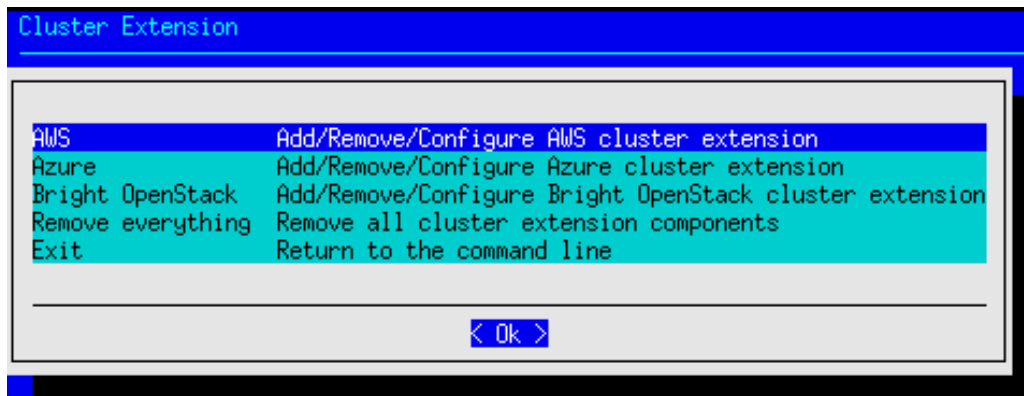 Cluster Extension
AWS Add/Remove/Configure AWS cluster extension
Azure Add/Remove/Configure Azure cluster extension
Bright OpenStack Add/Remove/Configure Bright OpenStack cluster extension
Remove everything Remove all cluster extension components
Exit Return to the command line
< Ok >